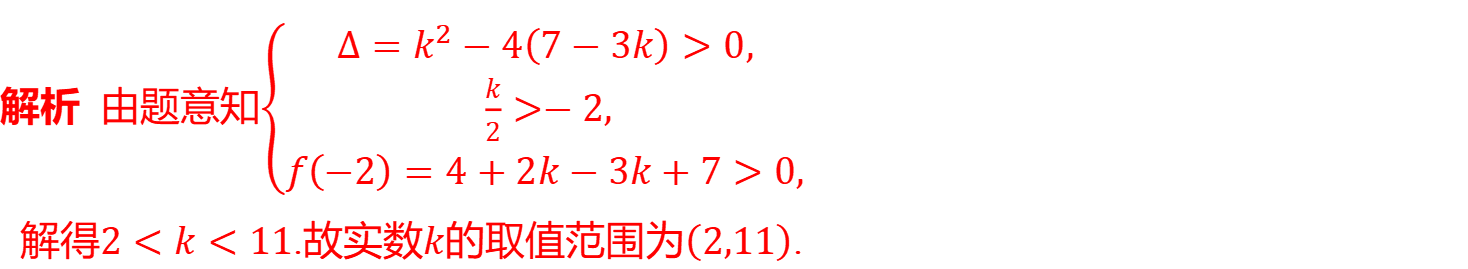 Δ = k² − 4(7 − 3k) > 0,
解析 由题意知{ k/2 >− 2,
f(−2) = 4 + 2k − 3k + 7 > 0,
解得2 < k < 11.故实数k的取值范围为(2,11).